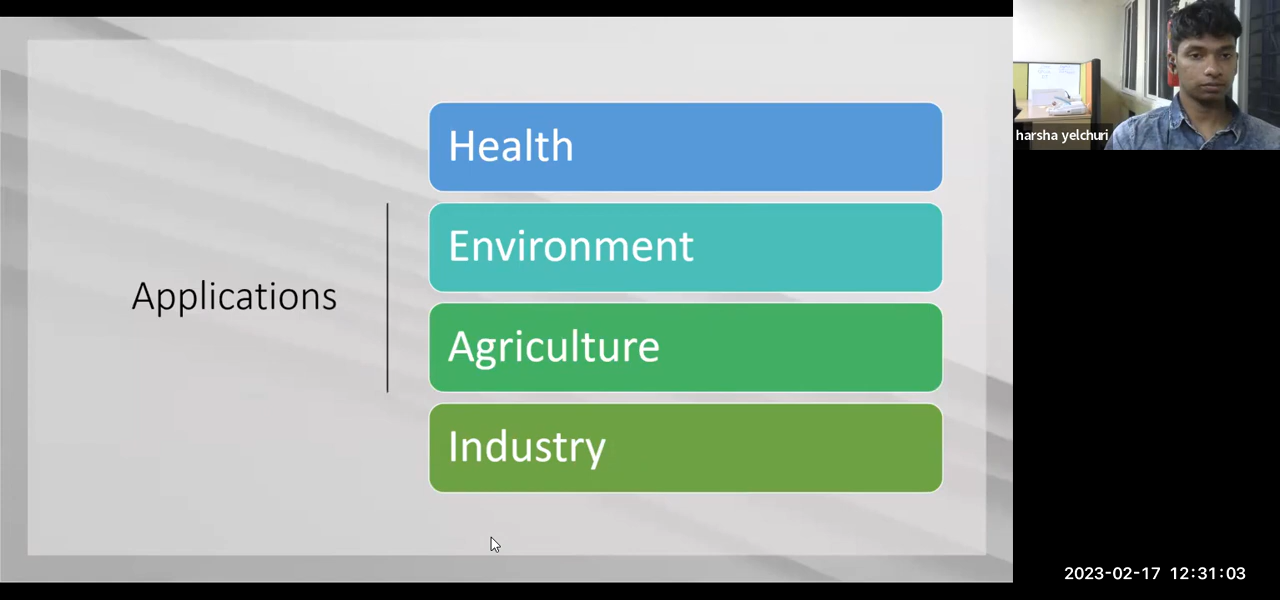 Applications
Health
Environment
Agriculture
Industry
harsha yelchuri
2023-02-17 12:31:03